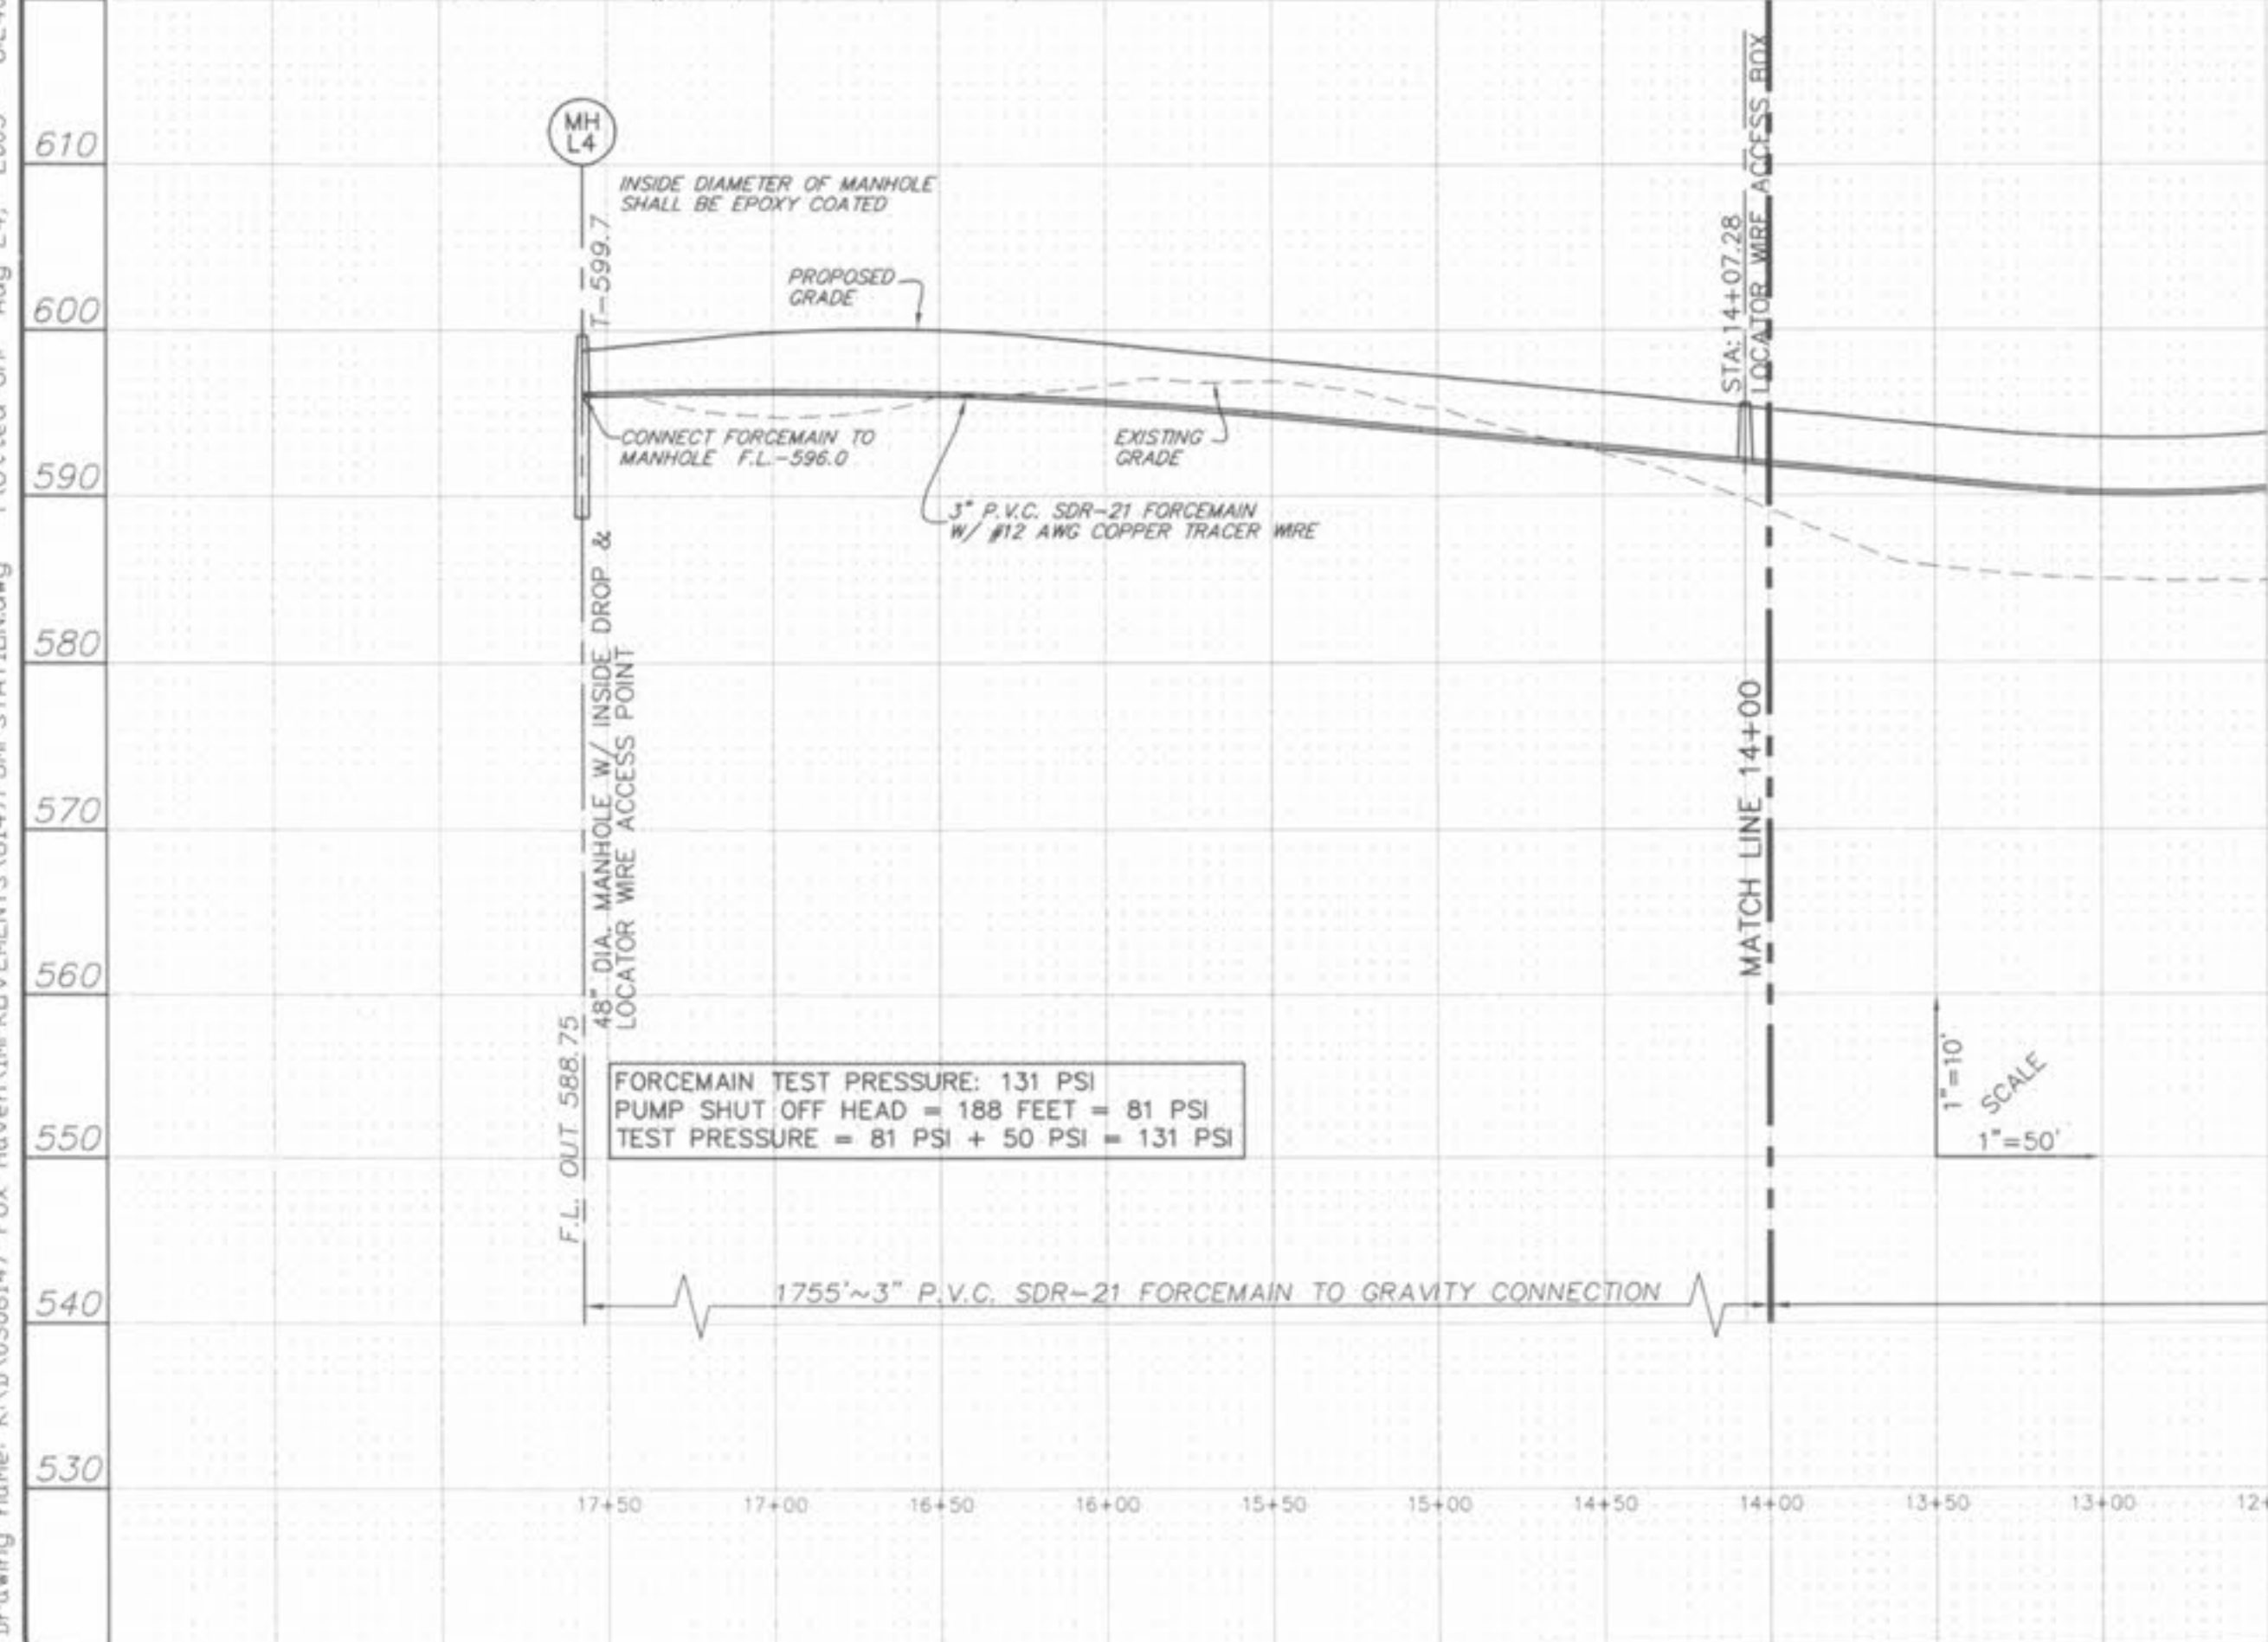 610
600
590
580
570
560
550
540
530
MH
L4
INSIDE DIAMETER OF MANHOLE
SHALL BE EPOXY COATED
T-599.7
PROPOSED
GRADE
CONNECT FORCEMAIN TO
MANHOLE F.L.-596.0
EXISTING
GRADE
3" P.V.C. SDR-21 FORCEMAIN
W/ #12 AWG COPPER TRACER WIRE
STA:14+07.28
LOCATOR WIRE ACCESS BOX
48" DIA. MANHOLE W/ INSIDE DROP &
LOCATOR WIRE ACCESS POINT
F.L. OUT 588.75
MATCH LINE 14+00
FORCEMAIN TEST PRESSURE: 131 PSI
PUMP SHUT OFF HEAD = 188 FEET = 81 PSI
TEST PRESSURE = 81 PSI + 50 PSI = 131 PSI
1"=10'
SCALE
1"=50'
1755'~3" P.V.C. SDR-21 FORCEMAIN TO GRAVITY CONNECTION
17+50
17+00
16+50
16+00
15+50
15+00
14+50
14+00
13+50
13+00